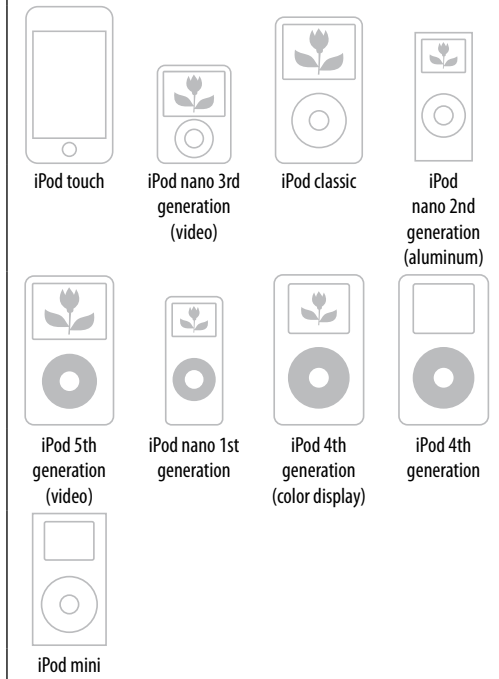 iPod touch
iPod nano 3rd
generation
(video)
iPod classic
iPod
nano 2nd
generation
(aluminum)
iPod 5th
generation
(video)
iPod nano 1st
generation
iPod 4th
generation
(color display)
iPod 4th
generation
iPod mini